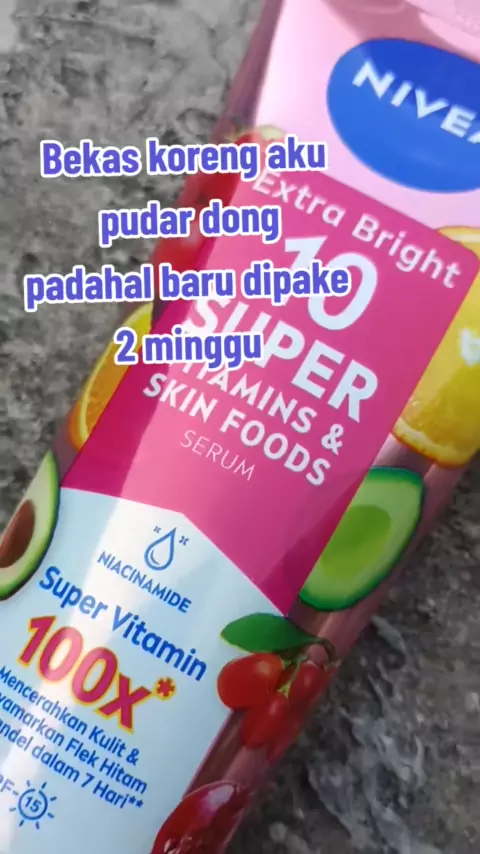 Bekas koreng aku
pudar dong
padahal baru dipake
2 minggu
NIVEA
Extra Bright
10
SUPER
VITAMINS &
SKIN FOODS
SERUM
NIACINAMIDE
Super Vitamin
100x*
Mencerahkan Kulit &
Flek Hitam
dalam 7 Hari**
15